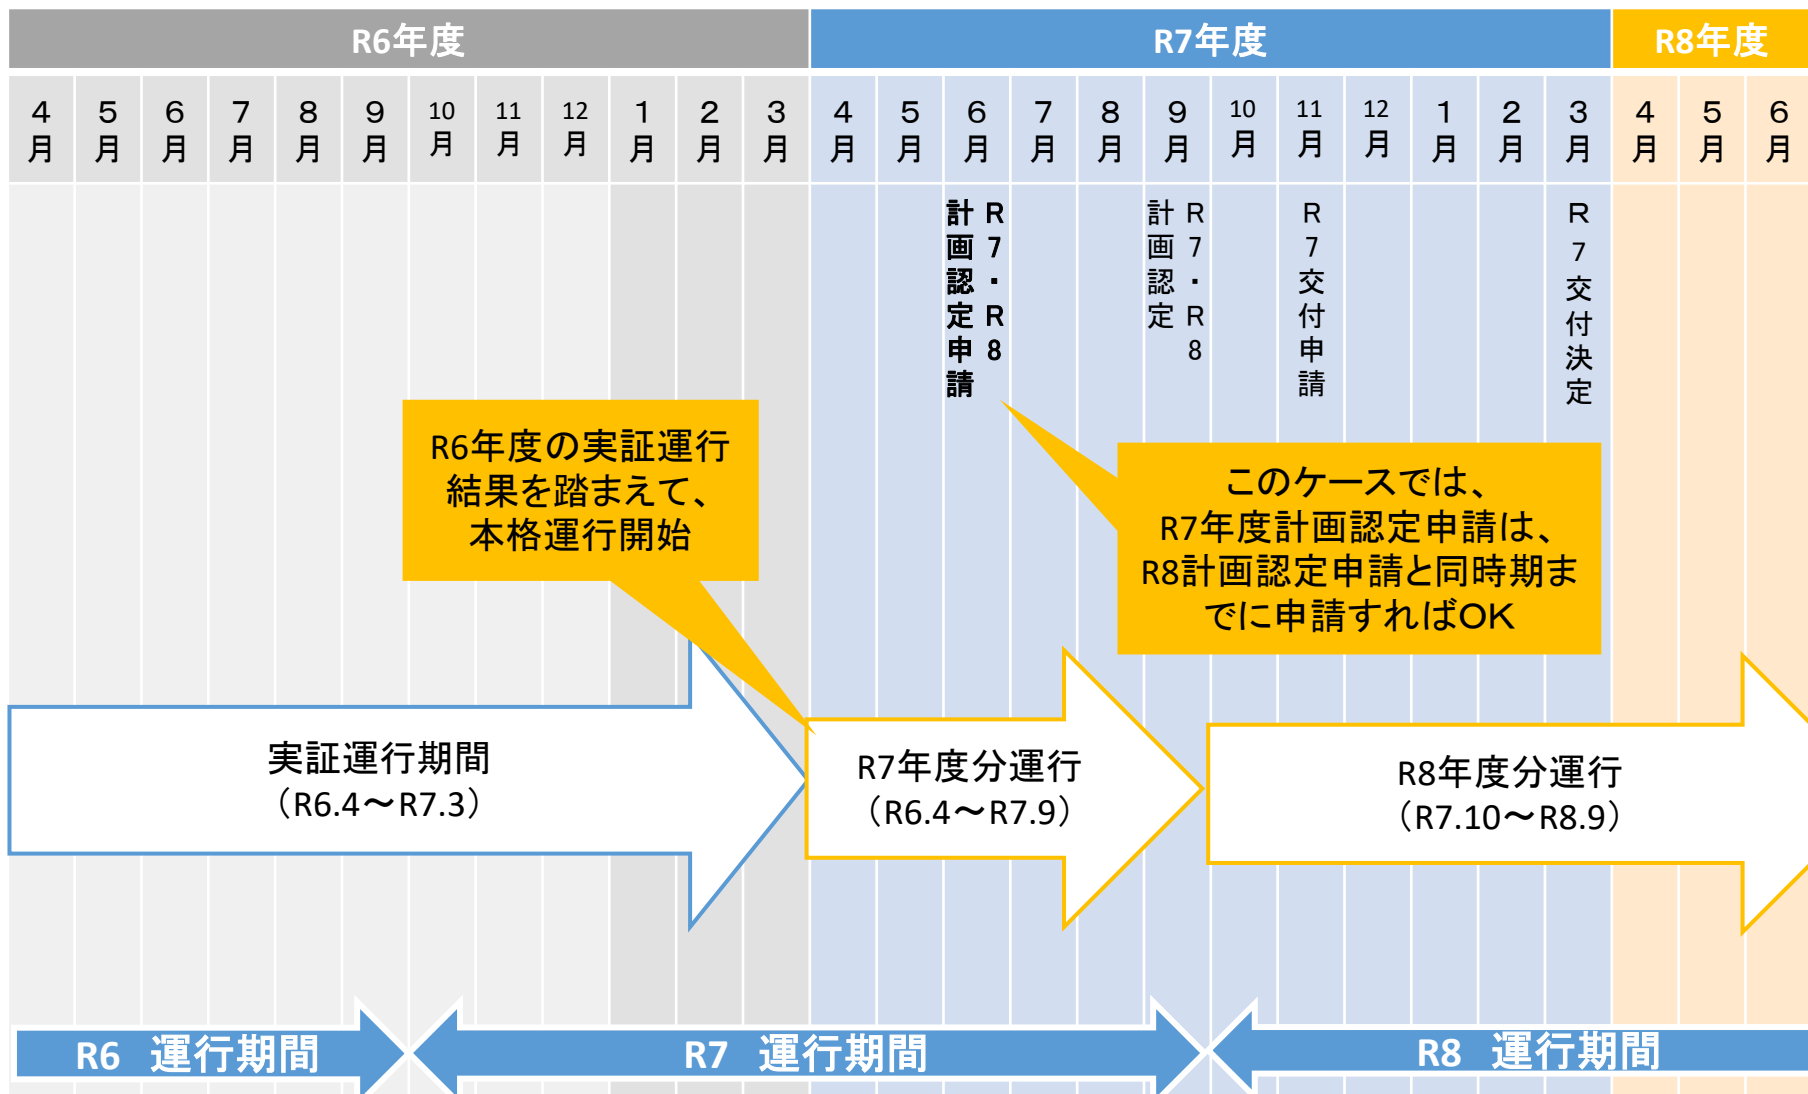 R6年度
R7年度
R8年度
4月
5月
6月
7月
8月
9月
10月
11月
12月
1月
2月
3月
4月
5月
6月
7月
8月
9月
10月
11月
12月
1月
2月
3月
4月
5月
6月
R7・R8
計画認定申請
R7・R8
計画認定
R7交付申請
R7交付決定
R6年度の実証運行
結果を踏まえて、
本格運行開始
このケースでは、
R7年度計画認定申請は、
R8計画認定申請と同時期ま
でに申請すればOK
実証運行期間
（R6.4～R7.3）
R7年度分運行
（R6.4～R7.9）
R8年度分運行
（R7.10～R8.9）
R6　運行期間
R7　運行期間
R8　運行期間